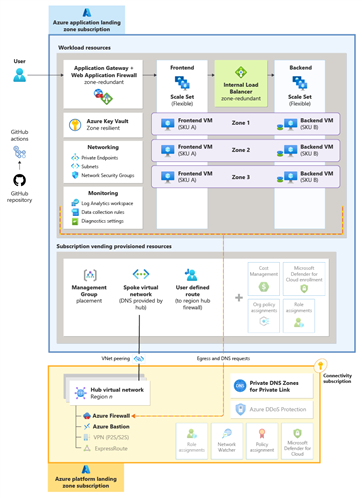 Azure application landing
zone subscription
Workload resources
User
Application Gateway +
Web Application Firewall
zone-redundant
Frontend
Scale Set
(Flexible)
Internal Load
Balancer
zone-redundant
Backend
Scale Set
(Flexible)
Azure Key Vault
Zone resilient
Frontend VM
(SKU A)
Zone 1
Backend VM
(SKU B)
GitHub
actions
Networking
Private Endpoints
Subnets
Network Security Groups
Frontend VM
(SKU A)
Zone 2
Backend VM
(SKU B)
GitHub
repository
Monitoring
Log Analytics workspace
Data collection rules
Diagnostics settings
Frontend VM
(SKU A)
Zone 3
Backend VM
(SKU B)
Subscription vending provisioned resources
Management
Group
placement
Spoke virtual
network
(DNS provided by
hub)
User defined
route
(to region hub
firewall)
Cost
Management
Microsoft
Defender for
Cloud enrollment
Org policy
assignments
Role
assignments
VNet peering
Egress and DNS requests
Connectivity
subscription
Hub virtual network
Region n
Private DNS Zones
for Private Link
Azure DDoS Protection
Azure Firewall
Azure Bastion
VPN (P2S/S2S)
ExpressRoute
Role
assignments
Network
Watcher
Policy
assignment
Microsoft
Defender for
Cloud
Azure platform landing
zone subscription